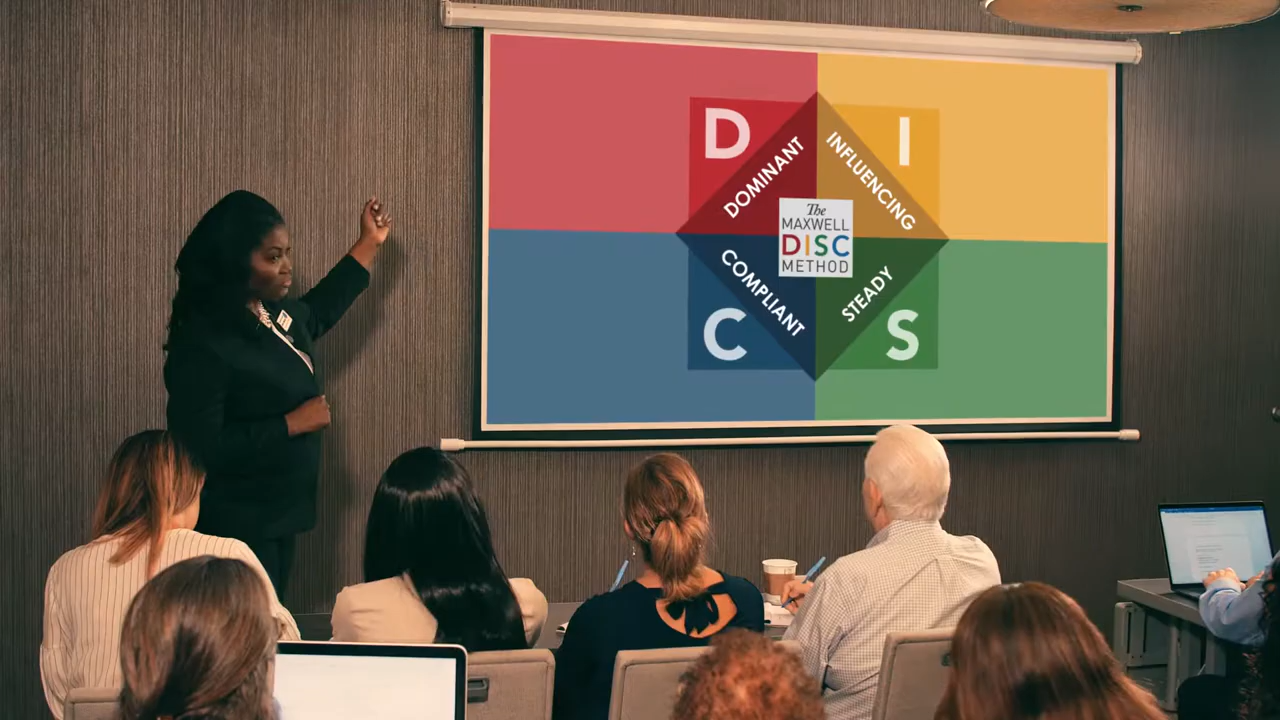 D
I
DOMINANT
INFLUENCING
The
MAXWELL
DISC
METHOD
COMPLIANT
STEADY
C
S